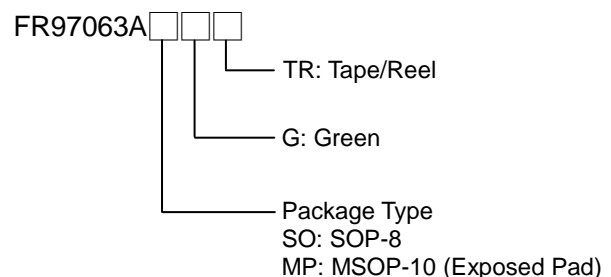 FR97063A
TR: Tape/Reel
G: Green
Package Type
SO: SOP-8
MP: MSOP-10 (Exposed Pad)